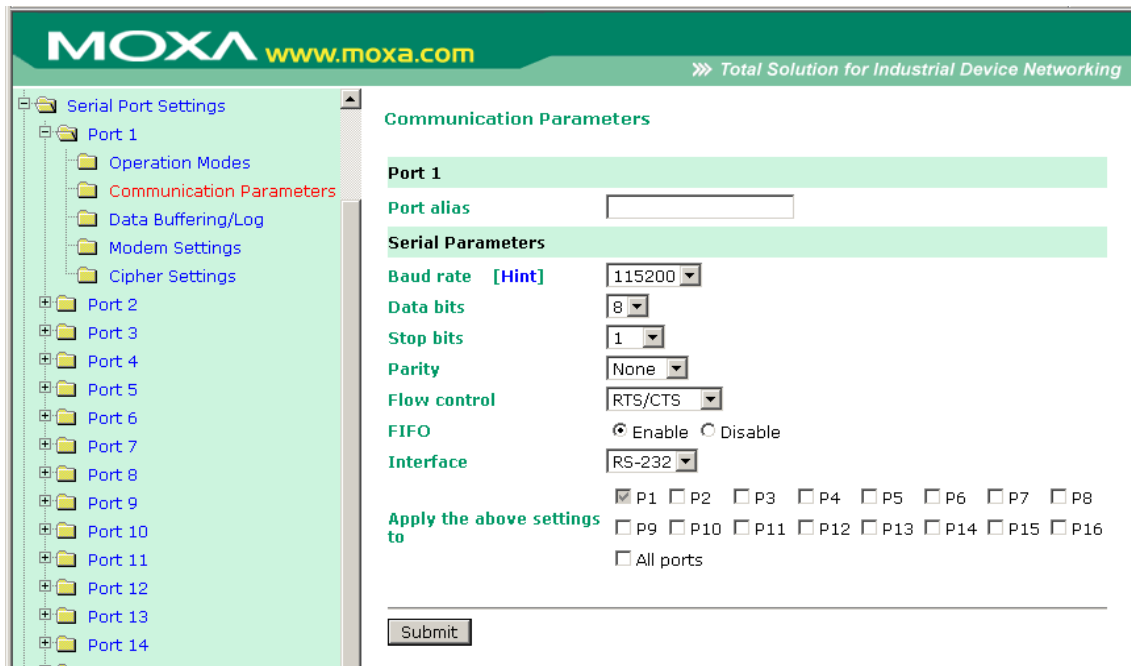 MOXA www.moxa.com
Total Solution for Industrial Device Networking
Serial Port Settings
Port 1
Operation Modes
Communication Parameters
Data Buffering/Log
Modem Settings
Cipher Settings
Port 2
Port 3
Port 4
Port 5
Port 6
Port 7
Port 8
Port 9
Port 10
Port 11
Port 12
Port 13
Port 14
Communication Parameters
Port 1
Port alias
Serial Parameters
Baud rate [Hint] 115200
Data bits 8
Stop bits 1
Parity None
Flow control RTS/CTS
FIFO Enable Disable
Interface RS-232
Apply the above settings
to
P1 P2 P3 P4 P5 P6 P7 P8
P9 P10 P11 P12 P13 P14 P15 P16
All ports
Submit